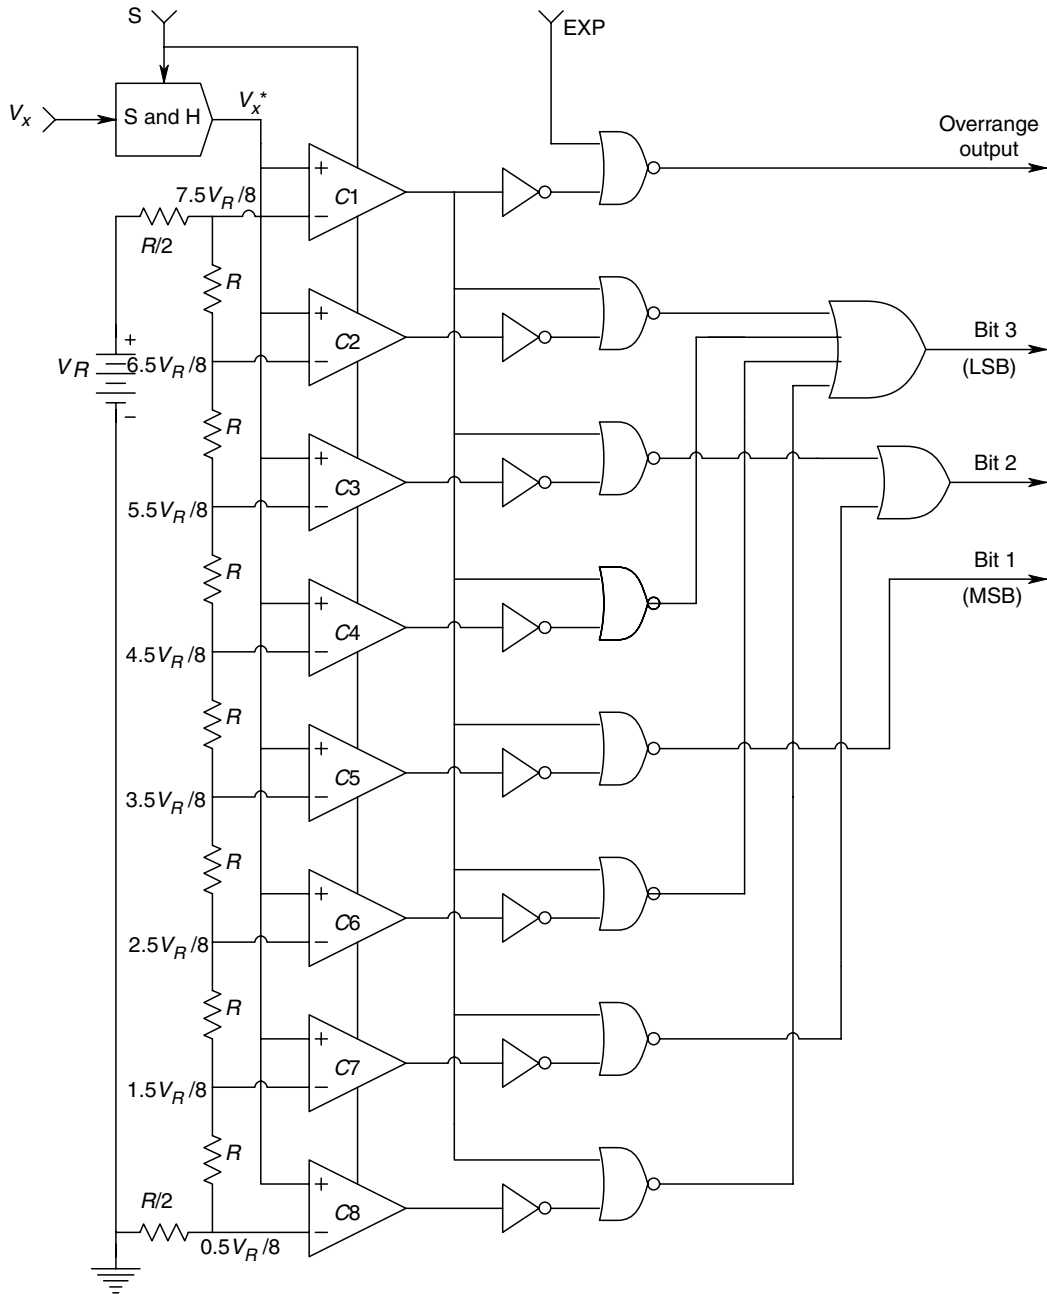 S
EXP
V_x
S and H
V_x*
Overrange
output
7.5V_R/8
+
C1
−
R/2
R
+
C2
−
Bit 3
(LSB)
+
V_R
6.5V_R/8
−
R
+
C3
−
Bit 2
5.5V_R/8
R
+
C4
−
Bit 1
(MSB)
4.5V_R/8
R
+
C5
−
3.5V_R/8
R
+
C6
−
2.5V_R/8
R
+
C7
−
1.5V_R/8
R
+
C8
−
R/2
0.5V_R/8